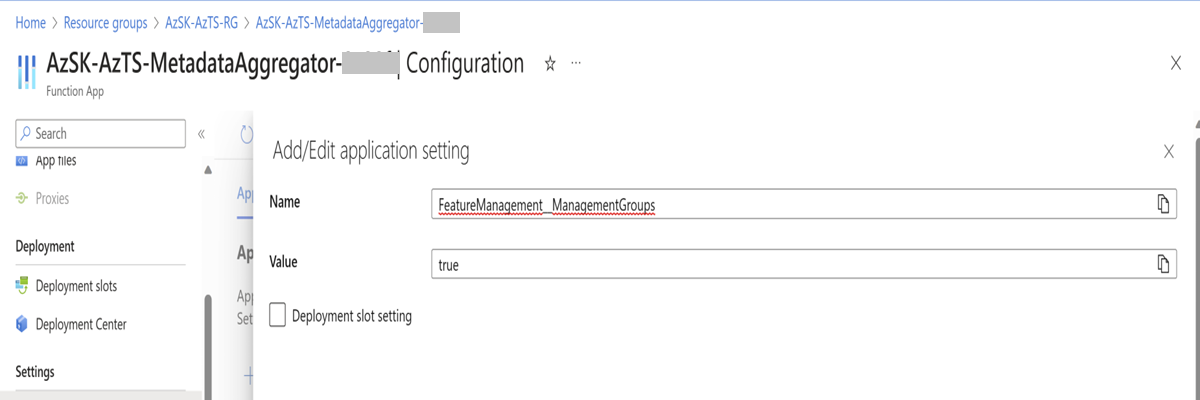 Home > Resource groups > AzSK-AzTS-RG > AzSK-AzTS-MetadataAggregator-
AzSK-AzTS-MetadataAggregator- | Configuration
Function App
Search
«
App files
Proxies
Deployment
Deployment slots
Deployment Center
Settings
App
Ap
App
Set
Add/Edit application setting
Name
FeatureManagement__ManagementGroups
Value
true
Deployment slot setting